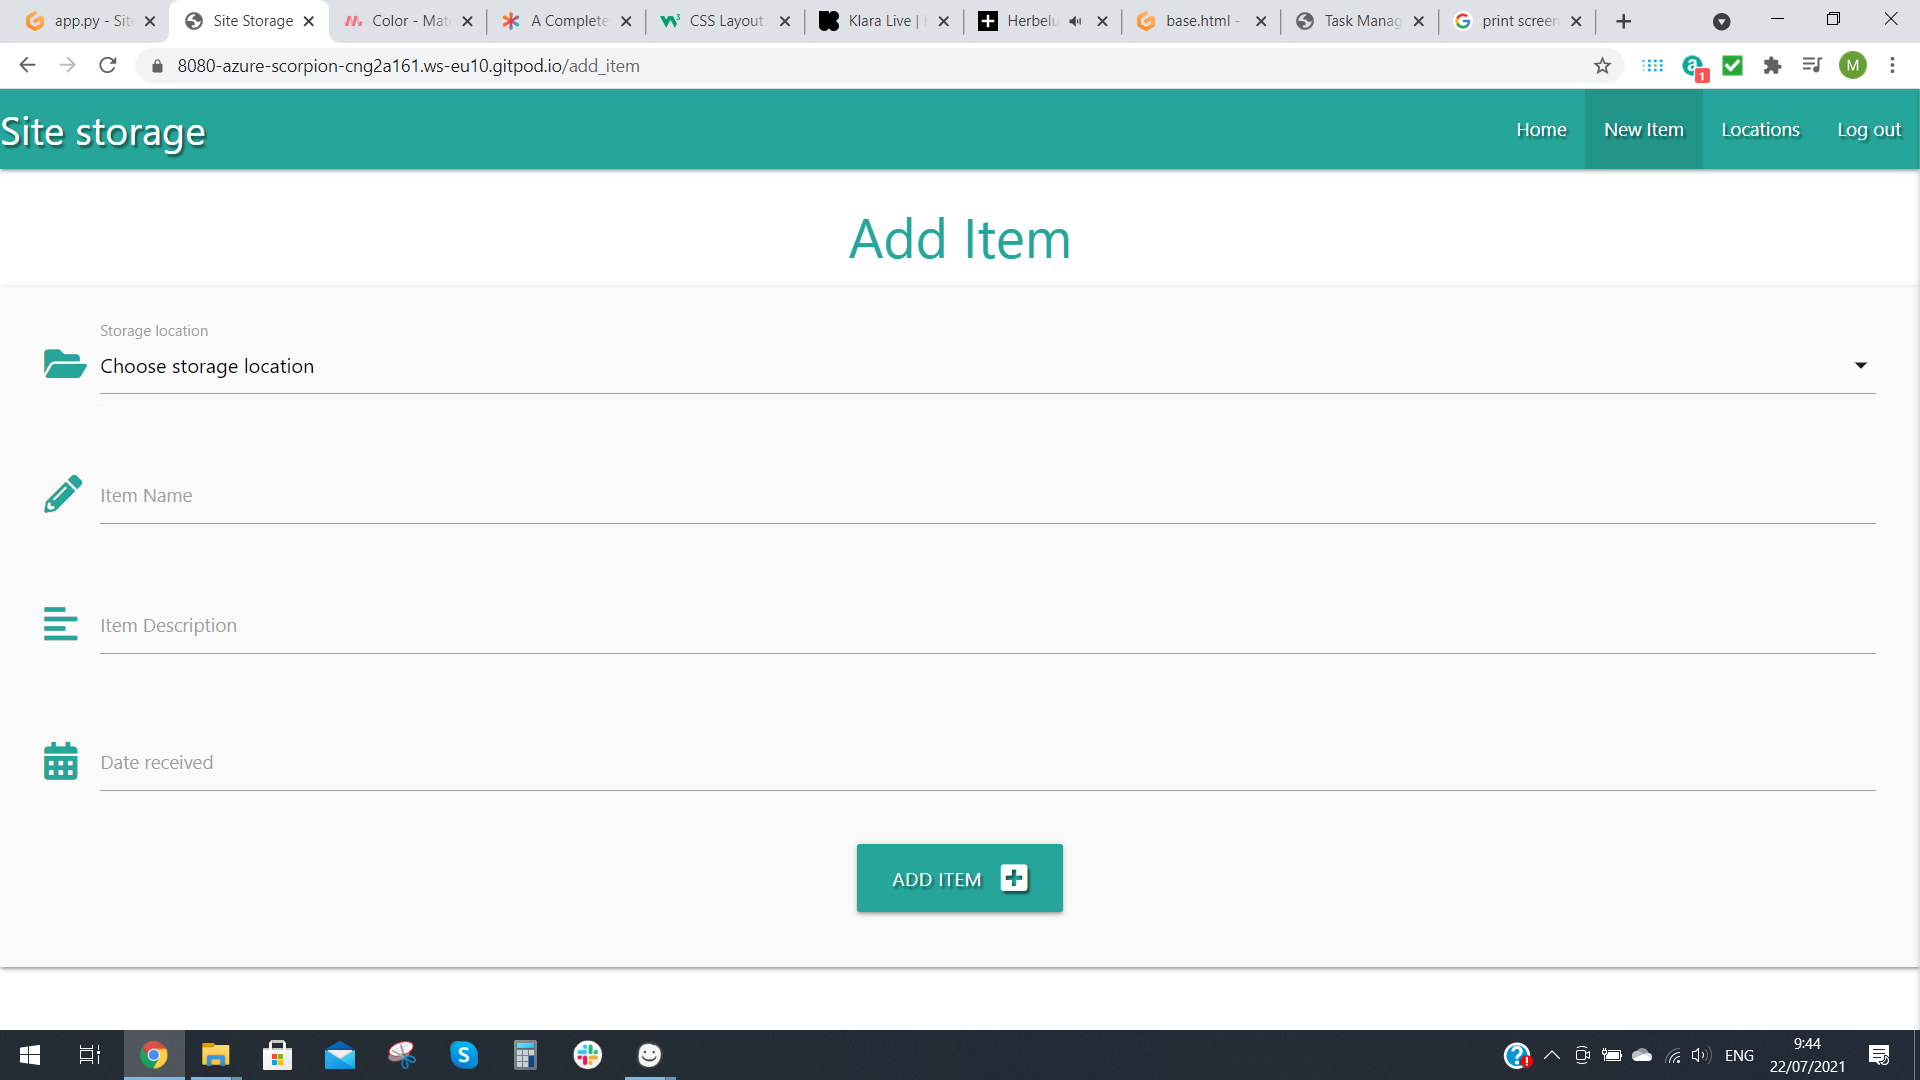 app.py - Sit
Site Storage
Color - Mate
A Complete
CSS Layout
Klara Live |
Herbelu
base.html -
Task Manag
print screen
8080-azure-scorpion-cng2a161.ws-eu10.gitpod.io/add_item
1
M
Site storage
Home
New Item
Locations
Log out
Add Item
Storage location
Choose storage location
Item Name
Item Description
Date received
ADD ITEM
ENG
9:44
22/07/2021